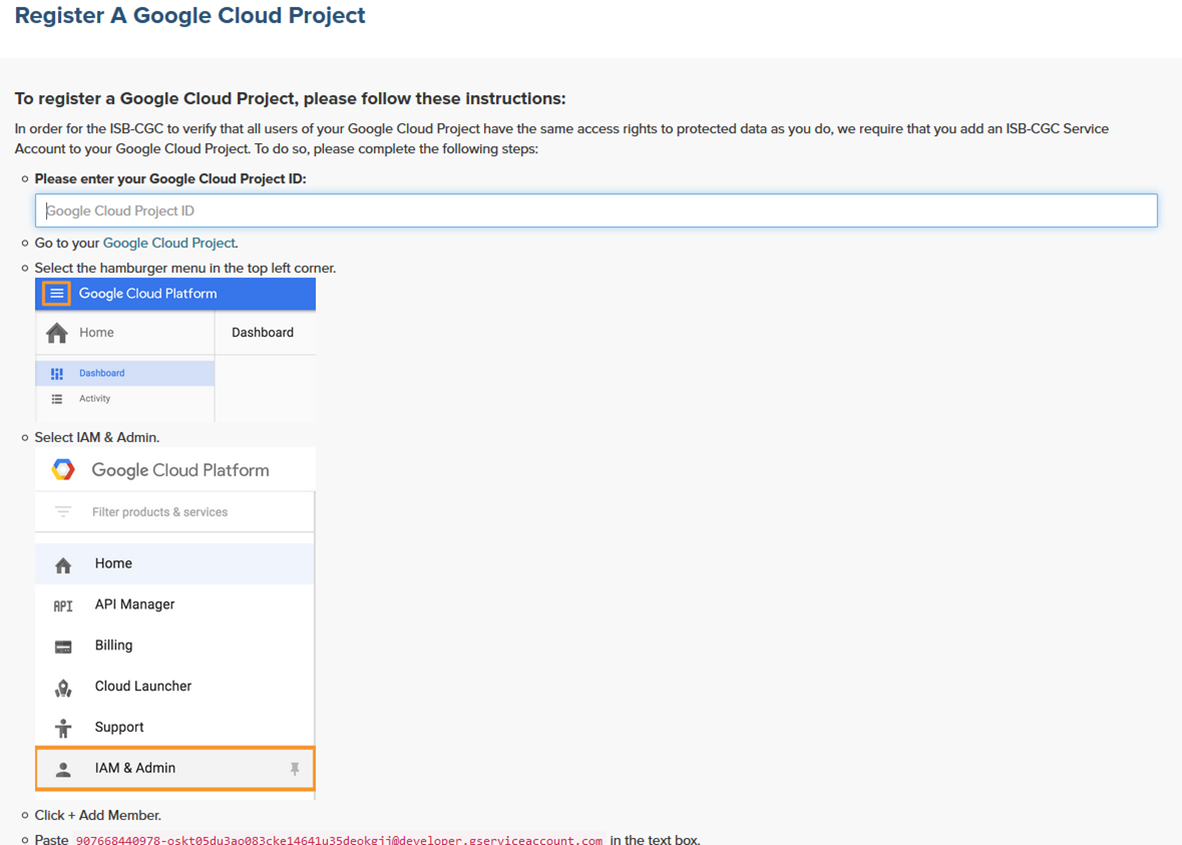 Register A Google Cloud Project
To register a Google Cloud Project, please follow these instructions:
In order for the ISB-CGC to verify that all users of your Google Cloud Project have the same access rights to protected data as you do, we require that you add an ISB-CGC Service
Account to your Google Cloud Project. To do so, please complete the following steps:
Please enter your Google Cloud Project ID:
Google Cloud Project ID
Go to your Google Cloud Project.
Select the hamburger menu in the top left corner.
Google Cloud Platform
Home Dashboard
Dashboard
Activity
Select IAM & Admin.
Google Cloud Platform
Filter products & services
Home
API API Manager
Billing
Cloud Launcher
Support
IAM & Admin
Click + Add Member.
Paste 907668440978-oskt05du3ao083cke14641u35deokgjj@developer.gserviceaccount.com in the text box.